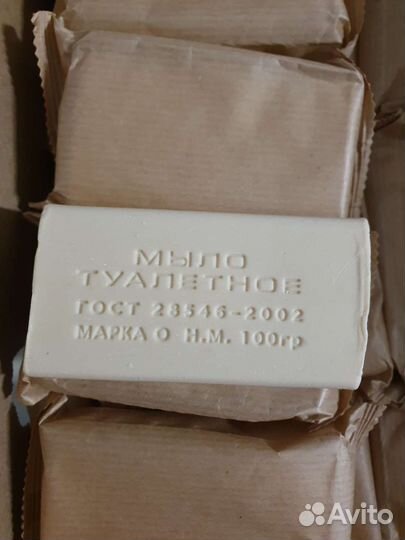 МЫЛО
ТУАЛЕТНОЕ
ГОСТ 28546-2002
МАРКА О Н.М. 100гр
Avito